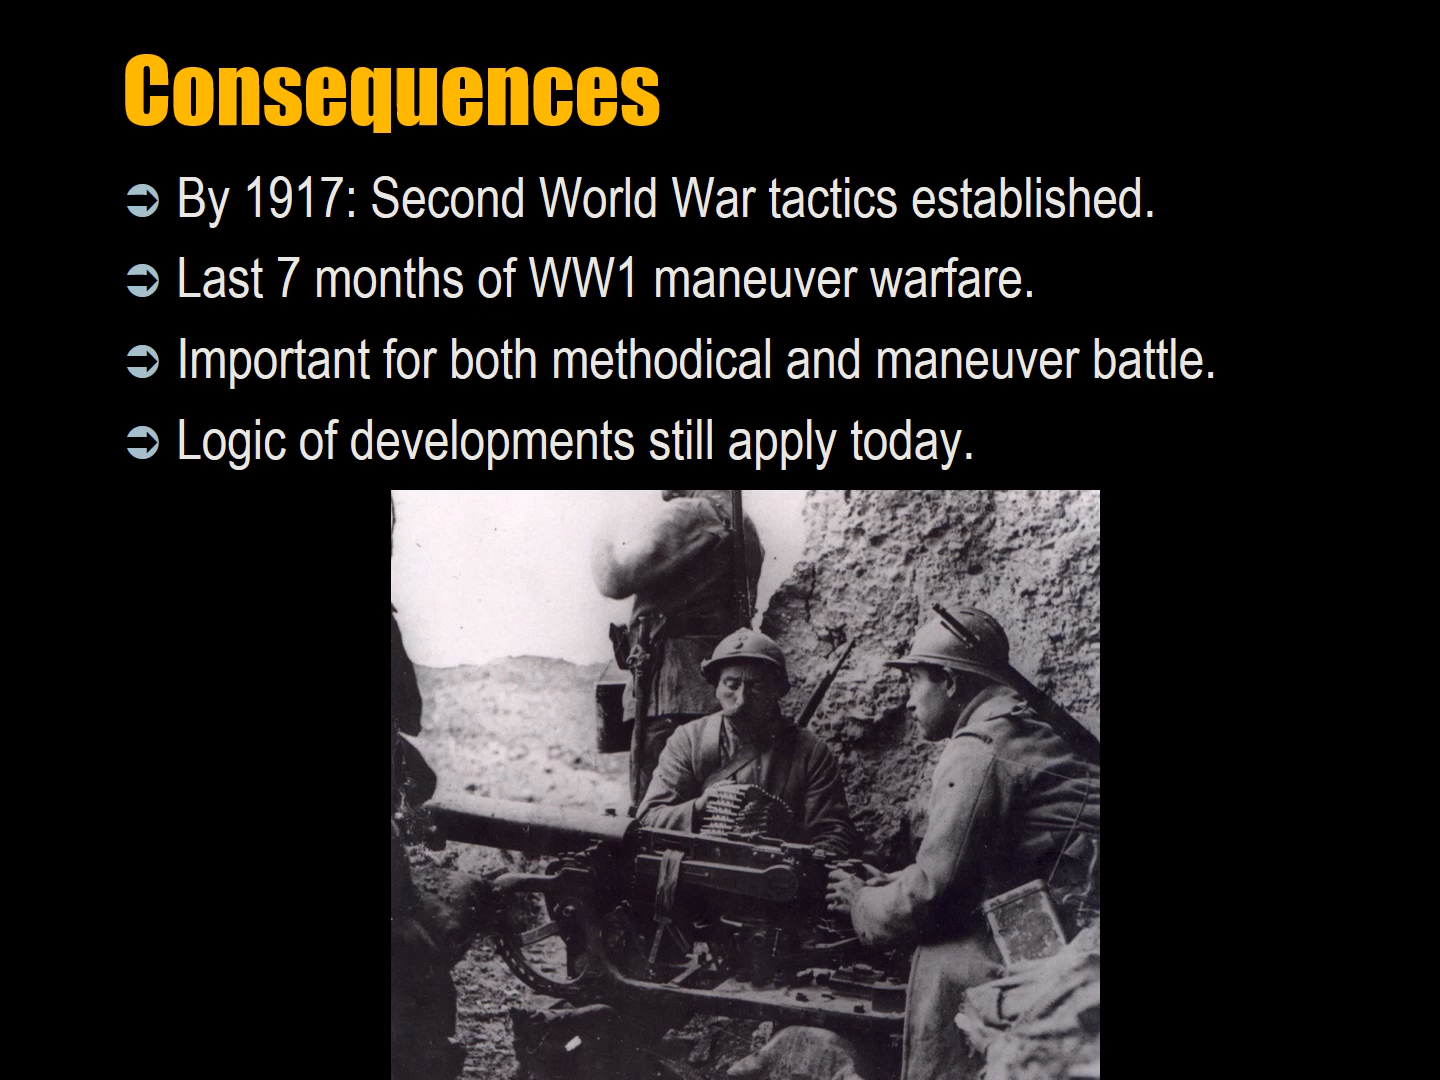 Consequences
By 1917: Second World War tactics established.
Last 7 months of WW1 maneuver warfare.
Important for both methodical and maneuver battle.
Logic of developments still apply today.